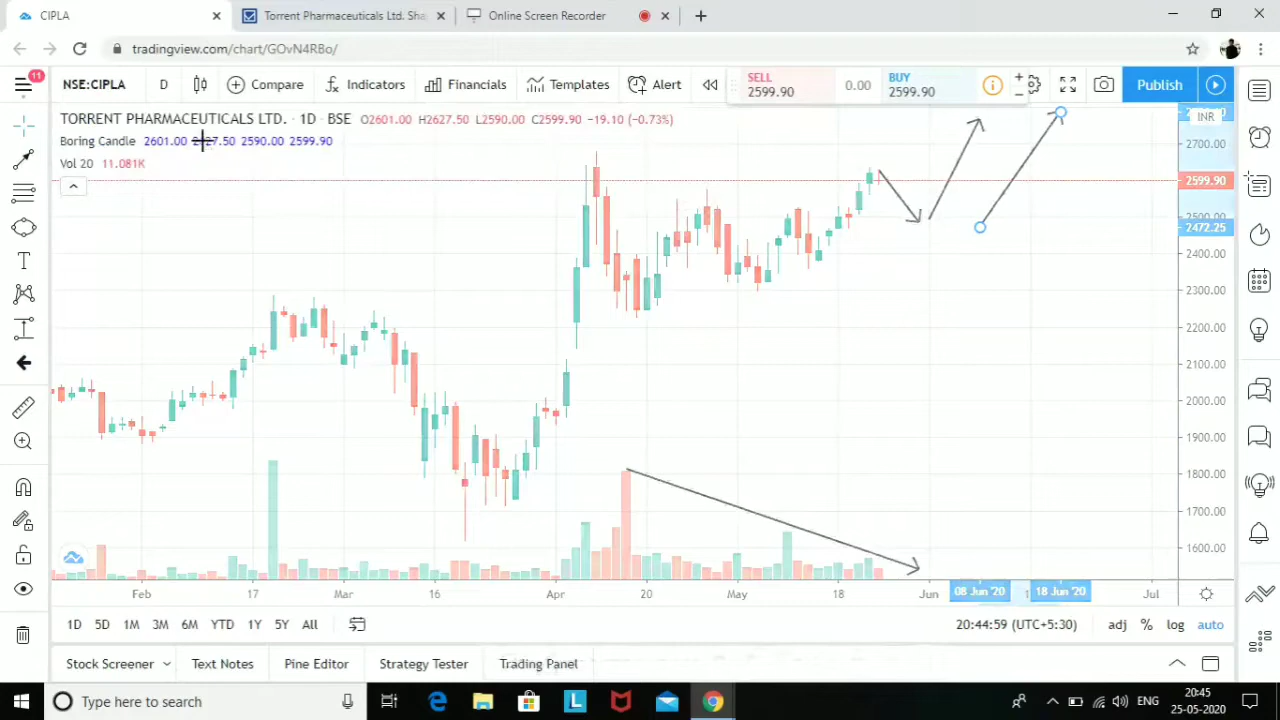 CIPLA
Torrent Pharmaceuticals Ltd. Sha
Online Screen Recorder
tradingview.com/chart/GOvN4RBo/
11
NSE:CIPLA
D
Compare
Indicators
Financials
Templates
Alert
SELL
2599.90
0.00
BUY
2599.90
Publish
TORRENT PHARMACEUTICALS LTD. · 1D · BSE O2601.00 H2627.50 L2590.00 C2599.90 −19.10 (−0.73%)
INR
Boring Candle 2601.00 2627.50 2590.00 2599.90
2700.00
Vol 20 11.081K
2599.90
2500.00
2472.25
2400.00
2300.00
2200.00
2100.00
2000.00
1900.00
1800.00
1700.00
1600.00
Feb 17 Mar 16 Apr 20 May 18 Jun 08 Jun '20 18 Jun '20 Jul
1D 5D 1M 3M 6M YTD 1Y 5Y All
20:44:59 (UTC+5:30)
adj % log auto
Stock Screener
Text Notes
Pine Editor
Strategy Tester
Trading Panel
Type here to search
ENG
20:45
25-05-2020